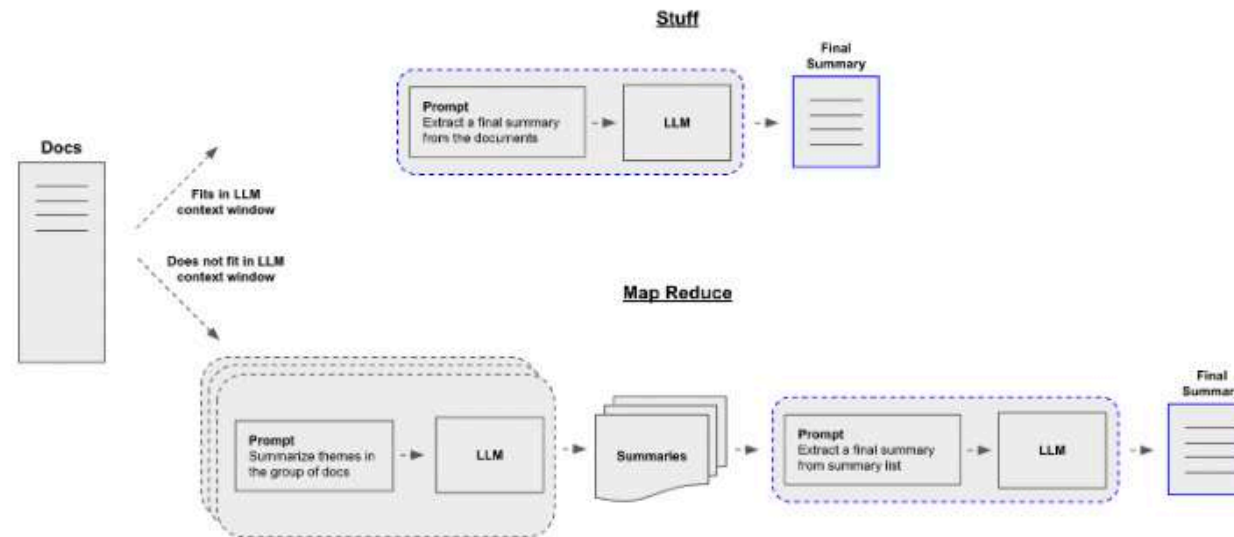 Stuff
Final
Summary
Prompt
Extract a final summary
from the documents
LLM
Docs
Fits in LLM
context window
Does not fit in LLM
context window
Map Reduce
Prompt
Summarize themes in
the group of docs
LLM
Summaries
Prompt
Extract a final summary
from summary list
LLM
Final
Summar